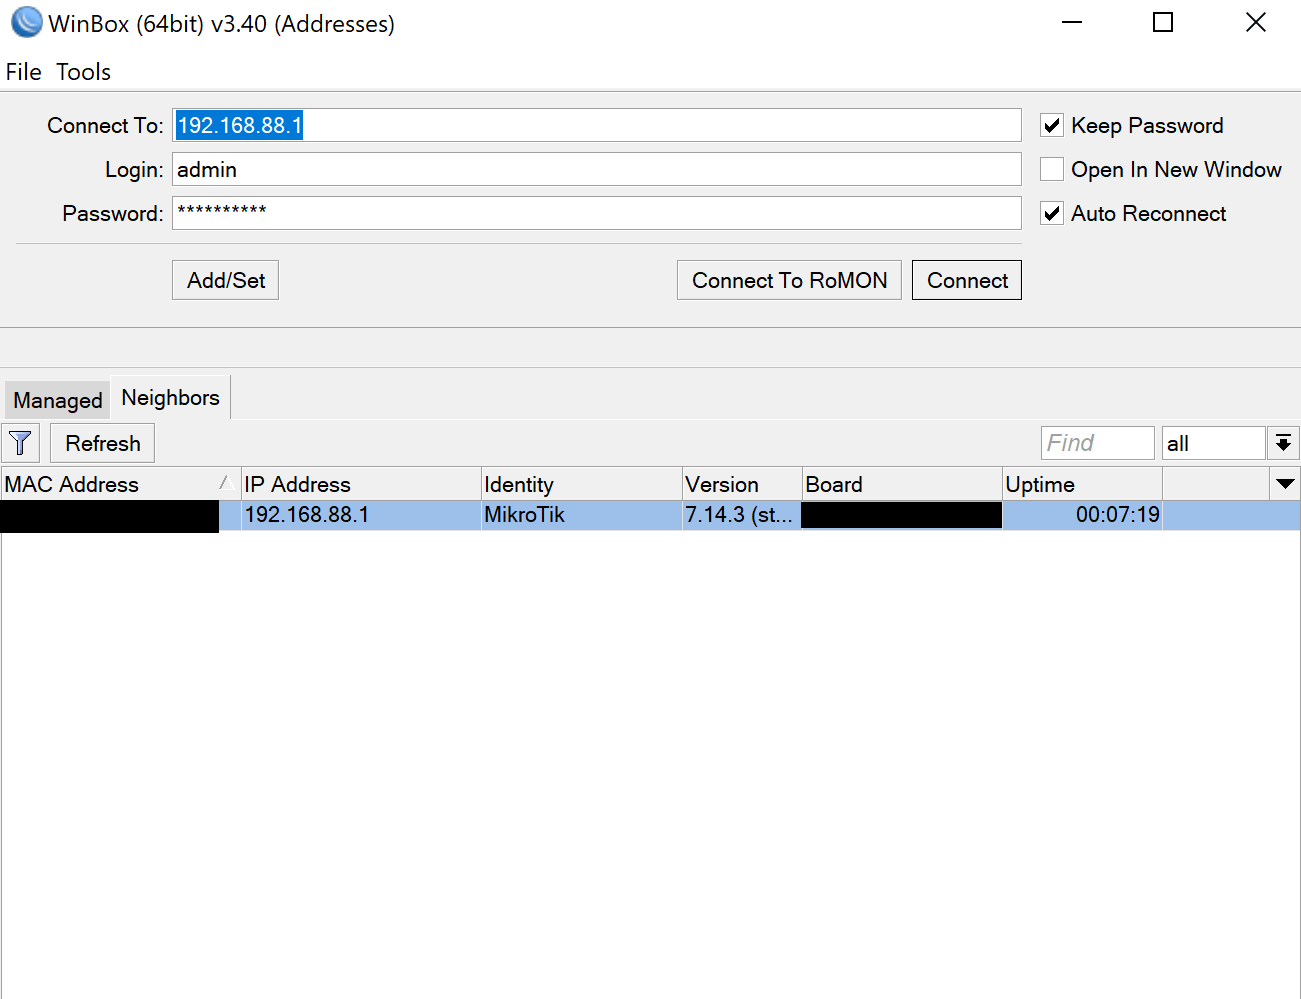 WinBox (64bit) v3.40 (Addresses)
File Tools
Connect To: 192.168.88.1
Keep Password
Login: admin
Open In New Window
Password: **********
Auto Reconnect
Add/Set Connect To RoMON Connect
Managed Neighbors
Refresh Find all
MAC Address IP Address Identity Version Board Uptime
192.168.88.1 MikroTik 7.14.3 (st... 00:07:19